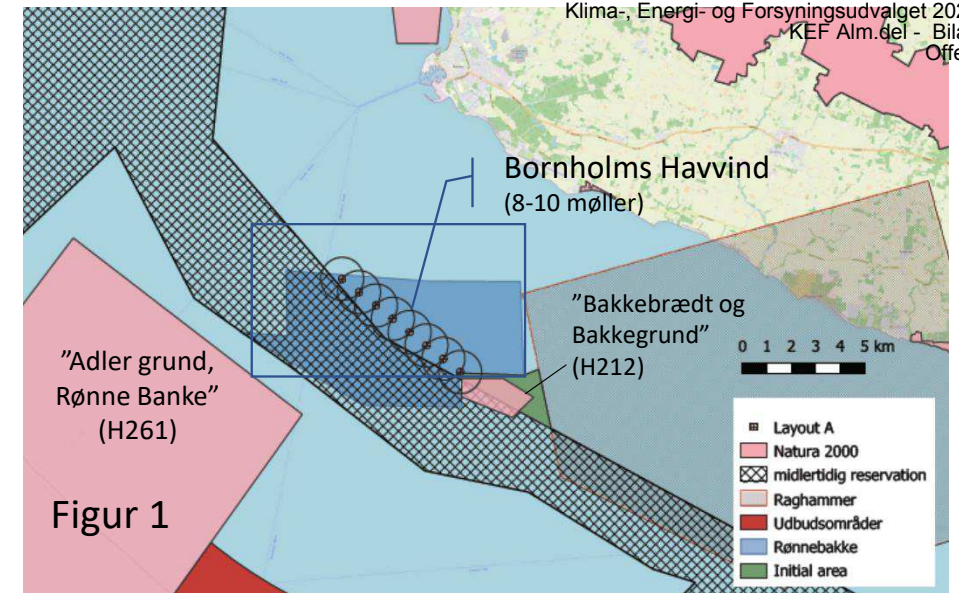 Klima-, Energi- og Forsyningsudvalget 202
KEF Alm.del - Bila
Offe
Bornholms Havvind
(8-10 møller)
"Bakkebrædt og
Bakkegrund"
(H212)
"Adler grund,
Rønne Banke"
(H261)
0 1 2 3 4 5 km
Layout A
Natura 2000
midlertidig reservation
Raghammer
Udbudsområder
Rønnebakke
Initial area
Figur 1